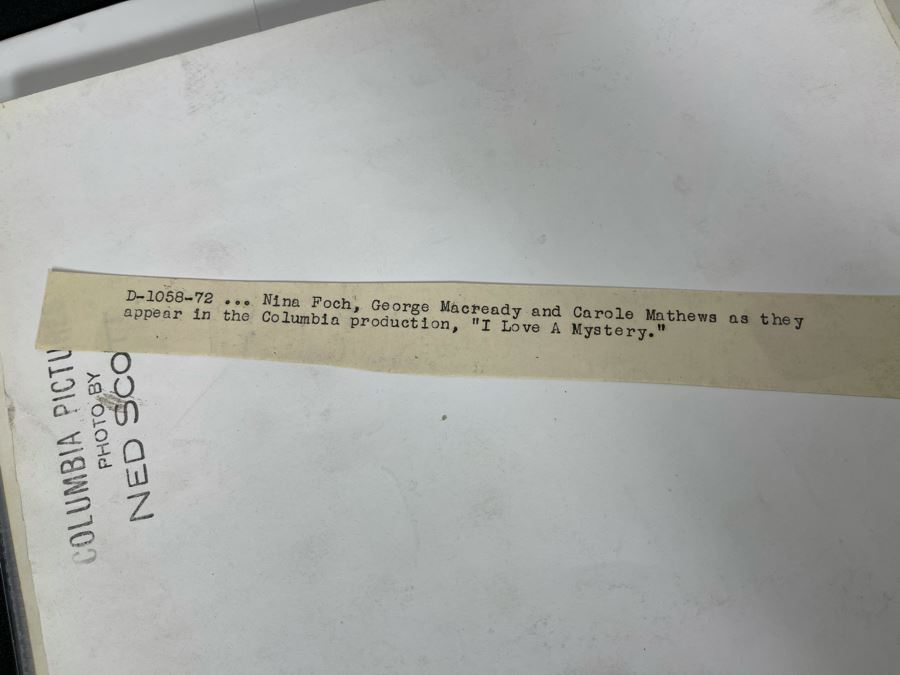 D-1058-72 ... Nina Foch, George Macready and Carole Mathews as they
appear in the Columbia production, "I Love A Mystery."
COLUMBIA PICTU
PHOTO BY
NED SCO